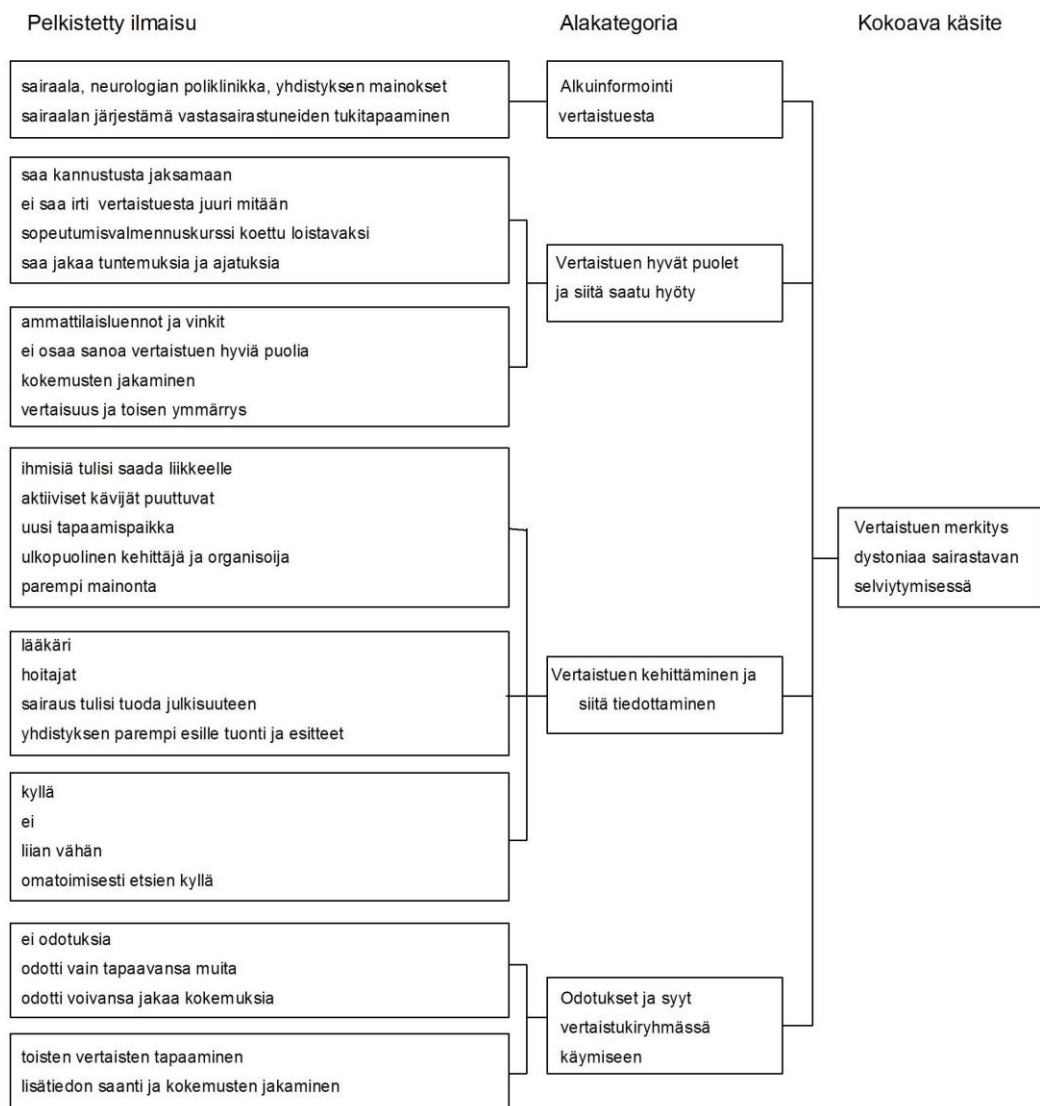 Pelkistetty ilmaisu
Alakategoria
Kokoava käsite
sairaala, neurologian poliklinikka, yhdistyksen mainokset
sairaalan järjestämä vastasairastuneiden tukitapaaminen
Alkuinformointi
vertaistuesta
saa kannustusta jaksamaan
ei saa irti vertaistuesta juuri mitään
sopeutumisvalmennuskurssi koettu loistavaksi
saa jakaa tuntemuksia ja ajatuksia
ammattilaisluennot ja vinkit
ei osaa sanoa vertaistuen hyviä puolia
kokemusten jakaminen
vertaisuus ja toisen ymmärrys
Vertaistuen hyvät puolet
ja siitä saatu hyöty
ihmisiä tulisi saada liikkeelle
aktiiviset kävijät puuttuvat
uusi tapaamispaikka
ulkopuolinen kehittäjä ja organisoija
parempi mainonta
lääkäri
hoitajat
sairaus tulisi tuoda julkisuuteen
yhdistyksen parempi esille tuonti ja esitteet
kyllä
ei
liian vähän
omatoimisesti etsien kyllä
Vertaistuen kehittäminen ja
siitä tiedottaminen
ei odotuksia
odotti vain tapaavansa muita
odotti voivansa jakaa kokemuksia
toisten vertaisten tapaaminen
lisätiedon saanti ja kokemusten jakaminen
Odotukset ja syyt
vertaistukiryhmässä
käymiseen
Vertaistuen merkitys
dystoniaa sairastavan
selviytymisessä